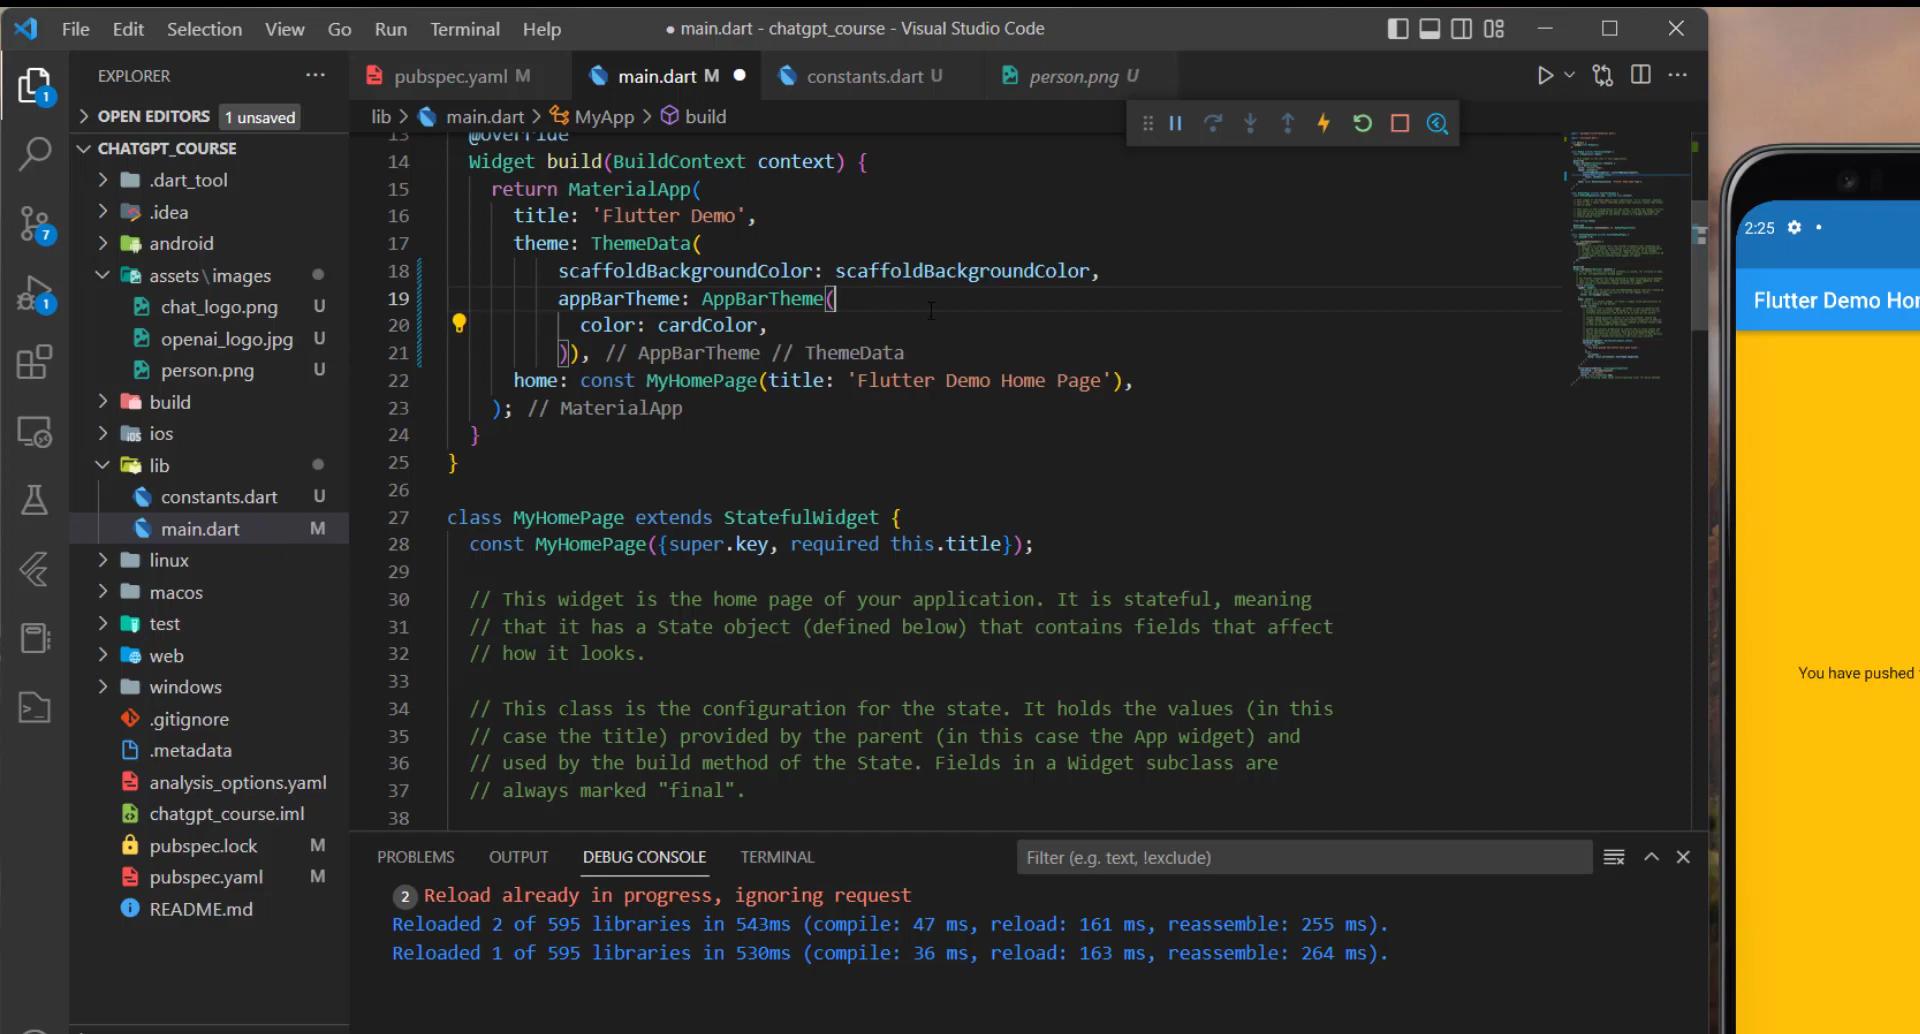 File Edit Selection View Go Run Terminal Help
● main.dart - chatgpt_course - Visual Studio Code
EXPLORER ···
pubspec.yaml M
main.dart M
constants.dart U
person.png U
OPEN EDITORS 1 unsaved
lib > main.dart > MyApp > build
CHATGPT_COURSE
.dart_tool
.idea
android
assets\images
chat_logo.png U
openai_logo.jpg U
person.png U
build
ios
lib
constants.dart U
main.dart M
linux
macos
test
web
windows
.gitignore
.metadata
analysis_options.yaml
chatgpt_course.iml
pubspec.lock M
pubspec.yaml M
README.md
1
7
1
13 @override
14 Widget build(BuildContext context) {
15 return MaterialApp(
16 title: 'Flutter Demo',
17 theme: ThemeData(
18 scaffoldBackgroundColor: scaffoldBackgroundColor,
19 appBarTheme: AppBarTheme(
20 color: cardColor,
21 )), // AppBarTheme // ThemeData
22 home: const MyHomePage(title: 'Flutter Demo Home Page'),
23 ); // MaterialApp
24 }
25 }
26
27 class MyHomePage extends StatefulWidget {
28 const MyHomePage({super.key, required this.title});
29
30 // This widget is the home page of your application. It is stateful, meaning
31 // that it has a State object (defined below) that contains fields that affect
32 // how it looks.
33
34 // This class is the configuration for the state. It holds the values (in this
35 // case the title) provided by the parent (in this case the App widget) and
36 // used by the build method of the State. Fields in a Widget subclass are
37 // always marked "final".
38
PROBLEMS OUTPUT DEBUG CONSOLE TERMINAL
Filter (e.g. text, !exclude)
2 Reload already in progress, ignoring request
Reloaded 2 of 595 libraries in 543ms (compile: 47 ms, reload: 161 ms, reassemble: 255 ms).
Reloaded 1 of 595 libraries in 530ms (compile: 36 ms, reload: 163 ms, reassemble: 264 ms).
2:25
Flutter Demo Hor
You have pushed